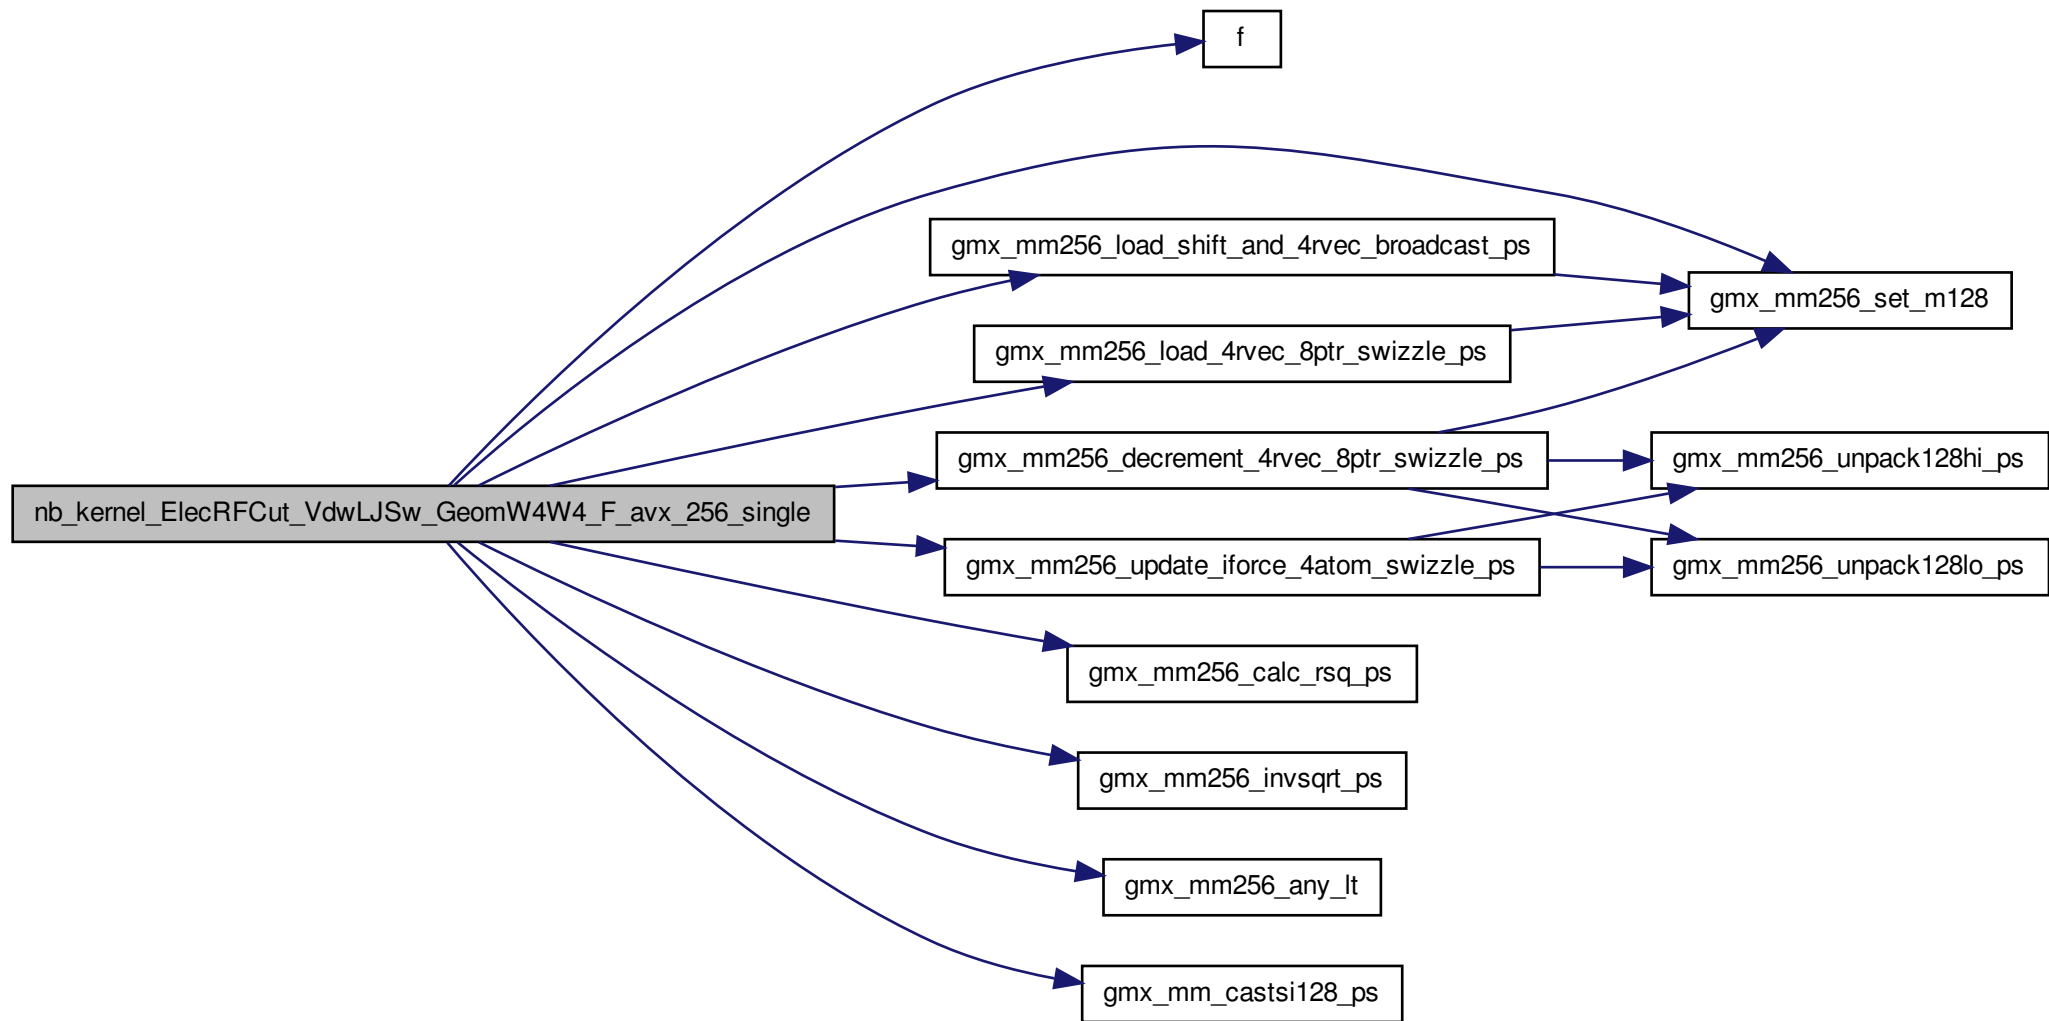 f
gmx_mm256_load_shift_and_4rvec_broadcast_ps
gmx_mm256_set_m128
gmx_mm256_load_4rvec_8ptr_swizzle_ps
gmx_mm256_decrement_4rvec_8ptr_swizzle_ps
gmx_mm256_unpack128hi_ps
nb_kernel_ElecRFCut_VdwLJSw_GeomW4W4_F_avx_256_single
gmx_mm256_update_iforce_4atom_swizzle_ps
gmx_mm256_unpack128lo_ps
gmx_mm256_calc_rsq_ps
gmx_mm256_invsqrt_ps
gmx_mm256_any_lt
gmx_mm_castsi128_ps